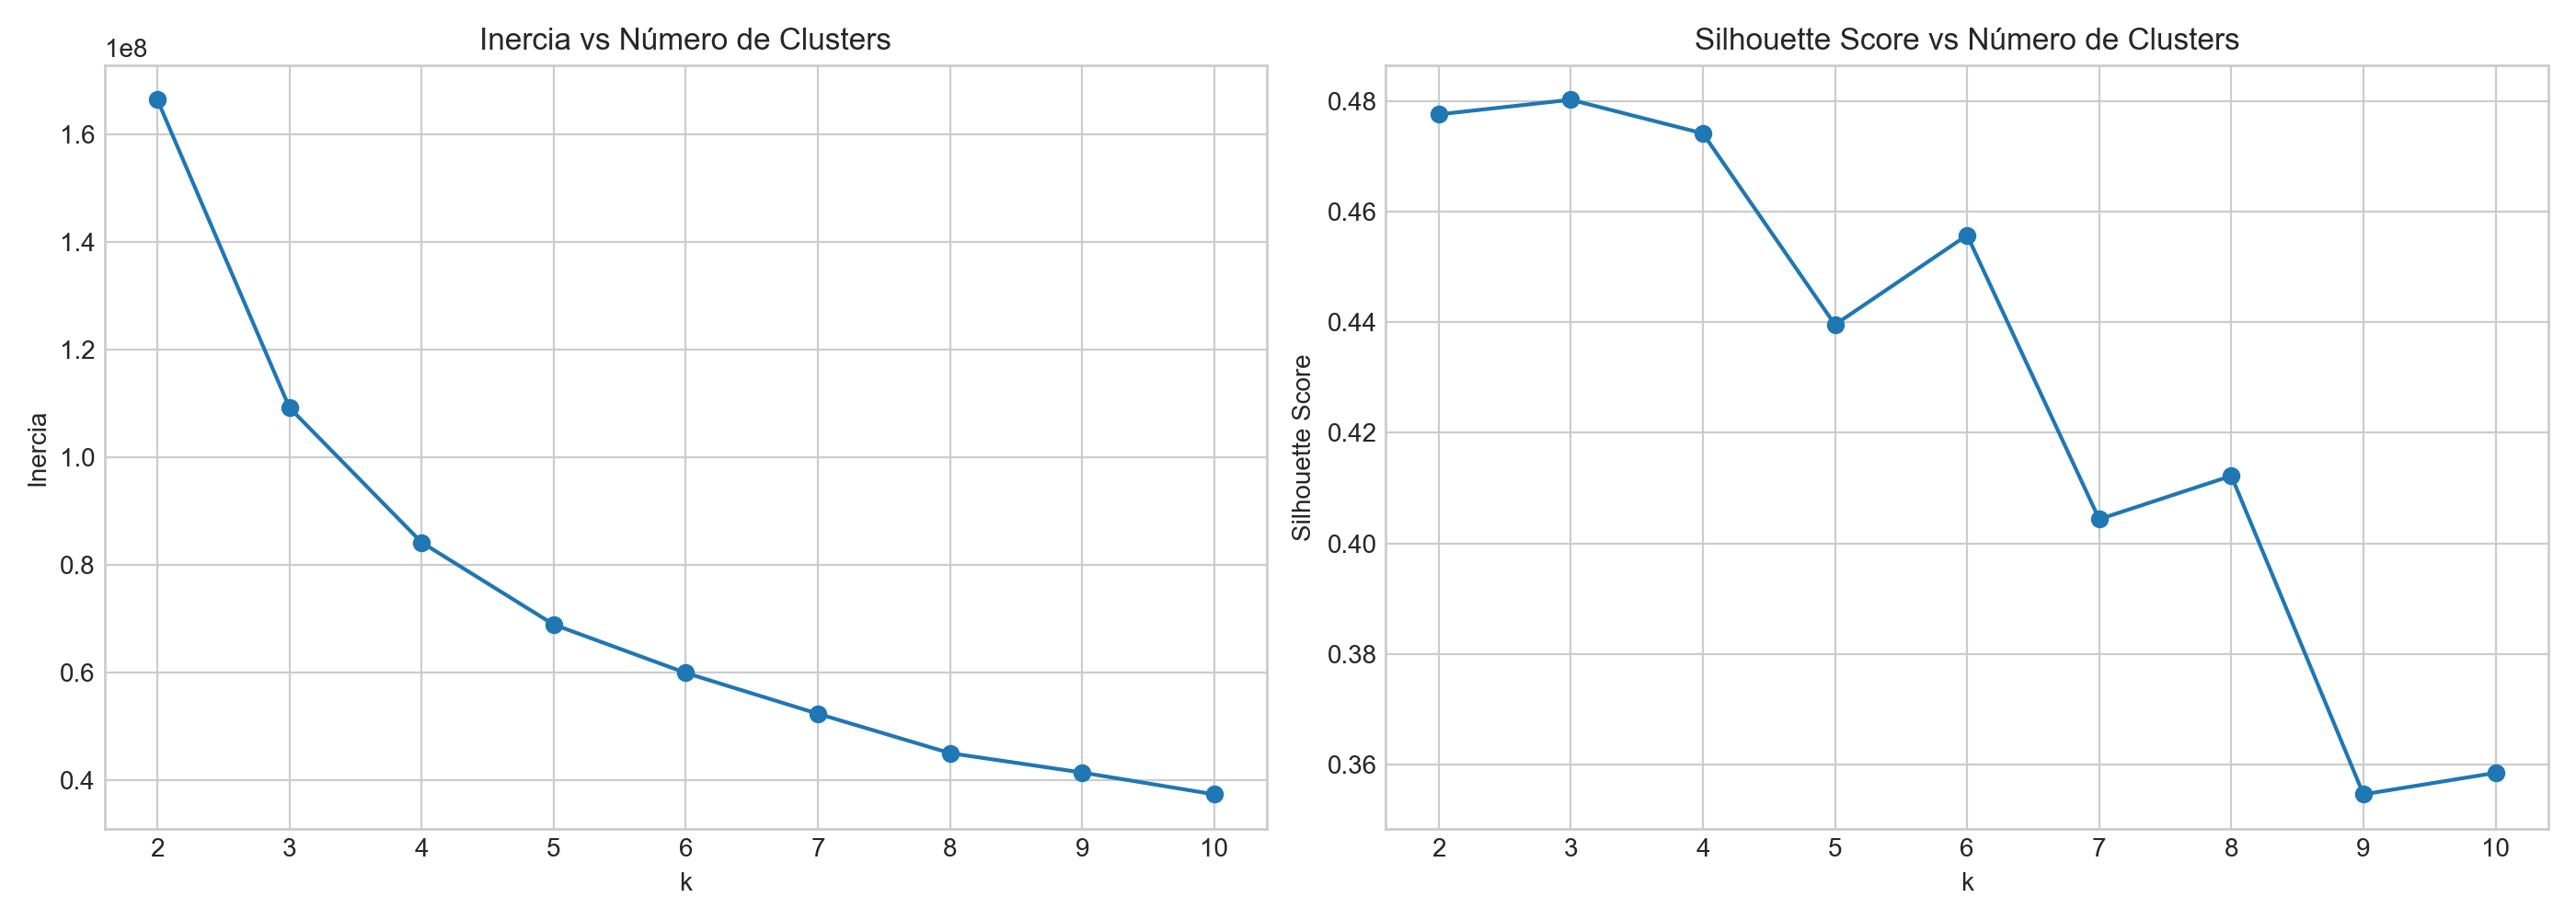 Inercia vs Número de Clusters
1e8
1.6
1.4
1.2
1.0
0.8
0.6
0.4
Inercia
2 3 4 5 6 7 8 9 10
k
Silhouette Score vs Número de Clusters
0.48
0.46
0.44
0.42
0.40
0.38
0.36
Silhouette Score
2 3 4 5 6 7 8 9 10
k